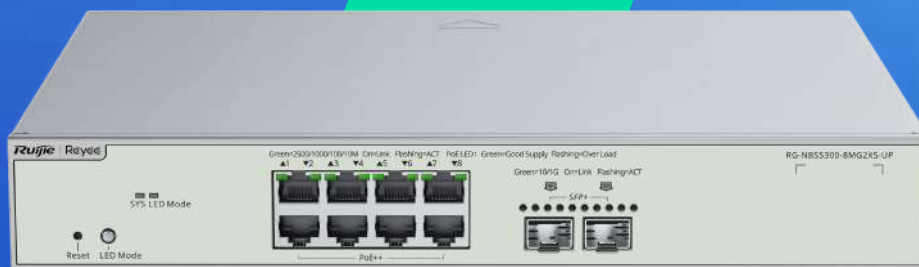 Ruijie | Reyee
Green=2500/1000/100/10M On=Link Flashing=ACT PoE LED: Green=Good Supply Flashing=Over Load
▲1 ▼2 ▲3 ▼4 ▲5 ▼6 ▲7 ▼8
RG-NBS5300-8MG2XS-UP
Green=10/1G On=Link Flashing=ACT
SFP+
SYS LED Mode
Reset LED Mode
PoE++